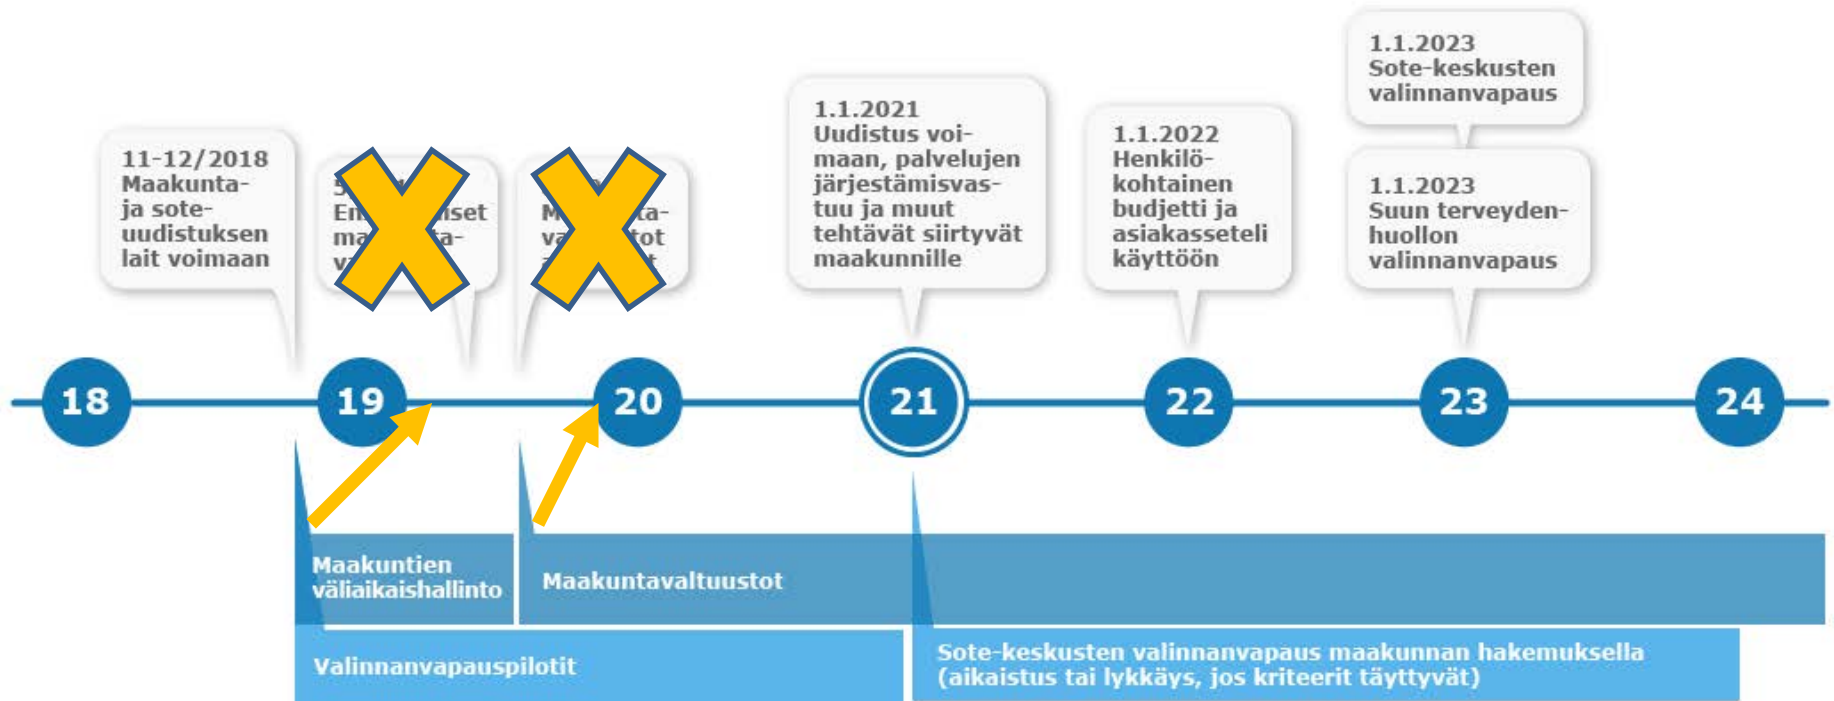 11-12/2018
Maakunta-
ja sote-
uudistuksen
lait voimaan
1.1.2021
Uudistus voi-
maan, palvelujen
järjestämisvas-
tuu ja muut
tehtävät siirtyvät
maakunnille
1.1.2022
Henkilö-
kohtainen
budjetti ja
asiakasseteli
käyttöön
1.1.2023
Sote-keskusten
valinnanvapaus
1.1.2023
Suun terveyden-
huollon
valinnanvapaus
18
19
20
21
22
23
24
Maakuntien
väliaikaishallinto
Maakuntavaltuustot
Valinnanvapauspilotit
Sote-keskusten valinnanvapaus maakunnan hakemuksella
(aikaistus tai lykkäys, jos kriteerit täyttyvät)